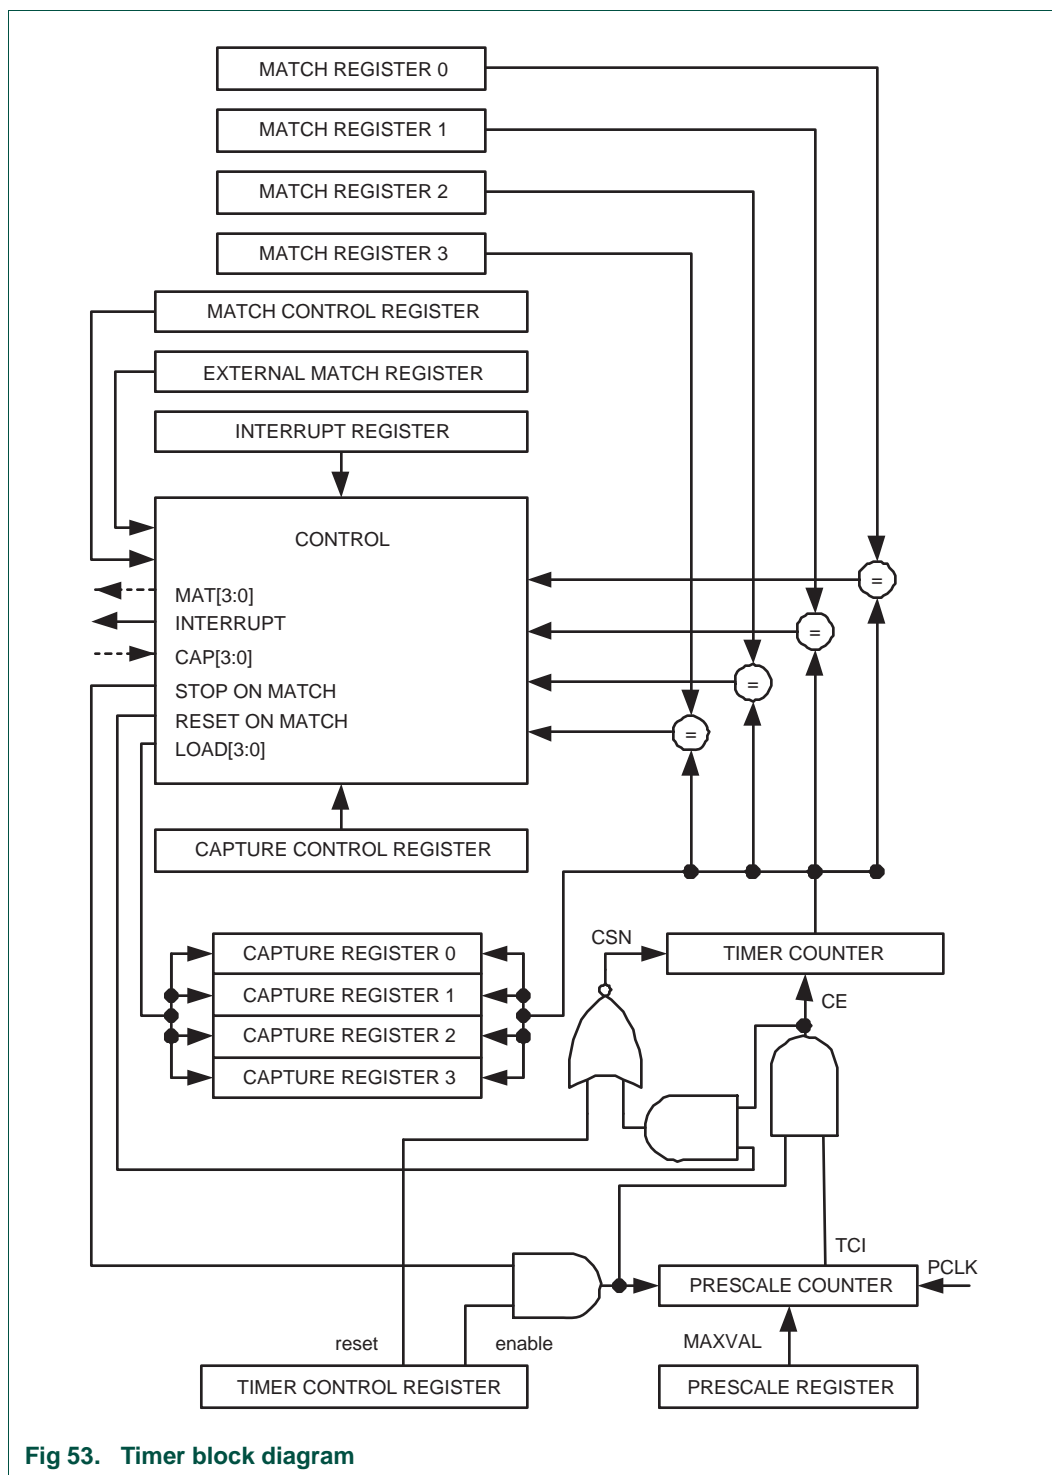 MATCH REGISTER 0
MATCH REGISTER 1
MATCH REGISTER 2
MATCH REGISTER 3
MATCH CONTROL REGISTER
EXTERNAL MATCH REGISTER
INTERRUPT REGISTER
CONTROL
MAT[3:0]
INTERRUPT
CAP[3:0]
STOP ON MATCH
RESET ON MATCH
LOAD[3:0]
=
=
=
=
CAPTURE CONTROL REGISTER
CSN
TIMER COUNTER
CAPTURE REGISTER 0
CAPTURE REGISTER 1
CAPTURE REGISTER 2
CAPTURE REGISTER 3
CE
TCI
PCLK
PRESCALE COUNTER
reset
enable
MAXVAL
TIMER CONTROL REGISTER
PRESCALE REGISTER
Fig 53. Timer block diagram